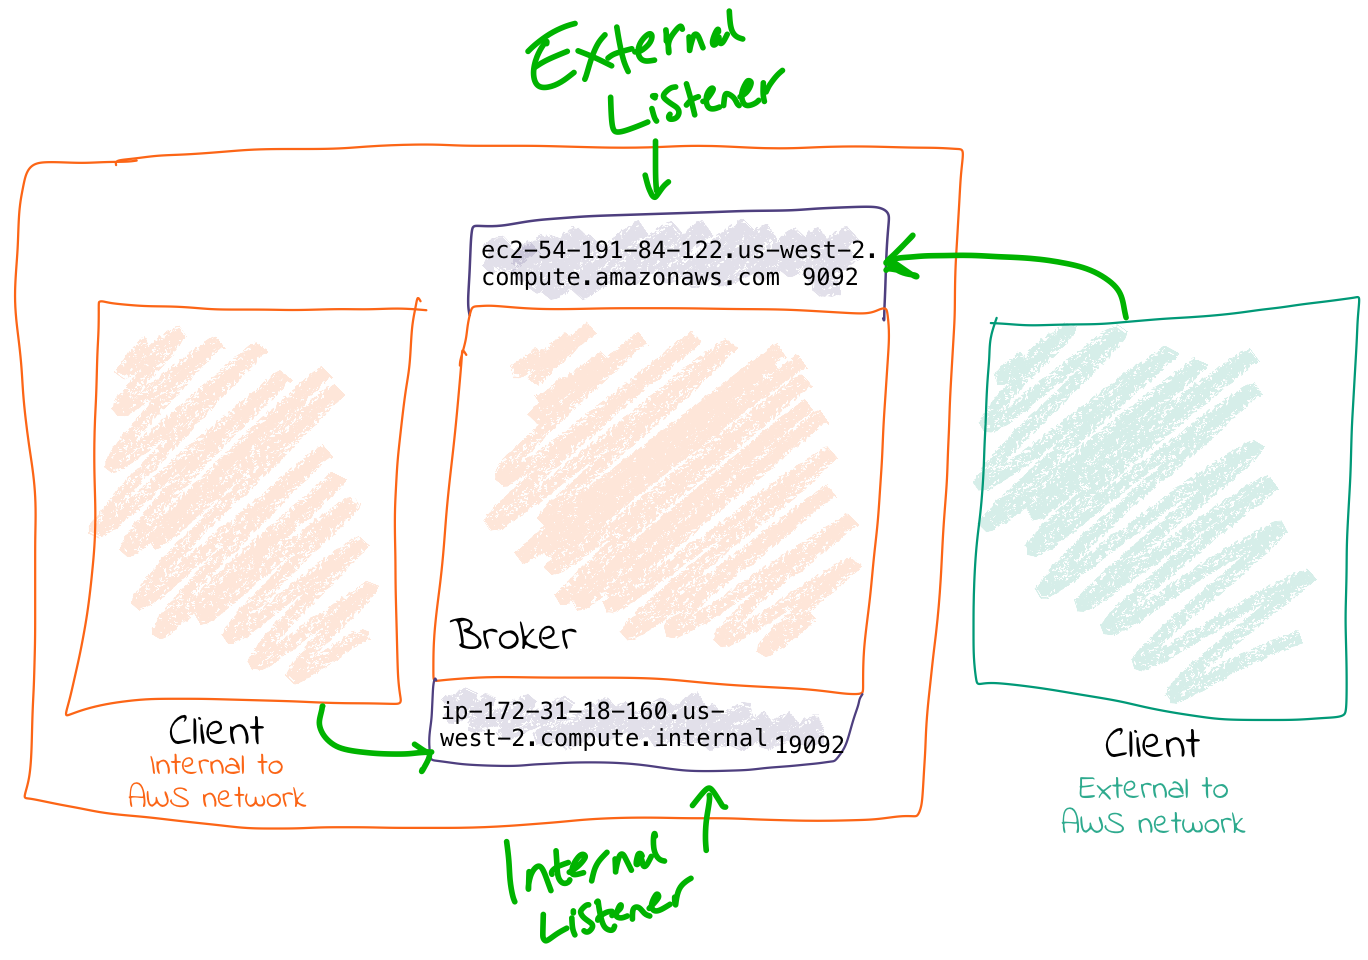 External
Listener
ec2-54-191-84-122.us-west-2.
compute.amazonaws.com 9092
Broker
ip-172-31-18-160.us-
west-2.compute.internal 19092
Client
Internal to
AWS network
Client
External to
AWS network
Internal
Listener